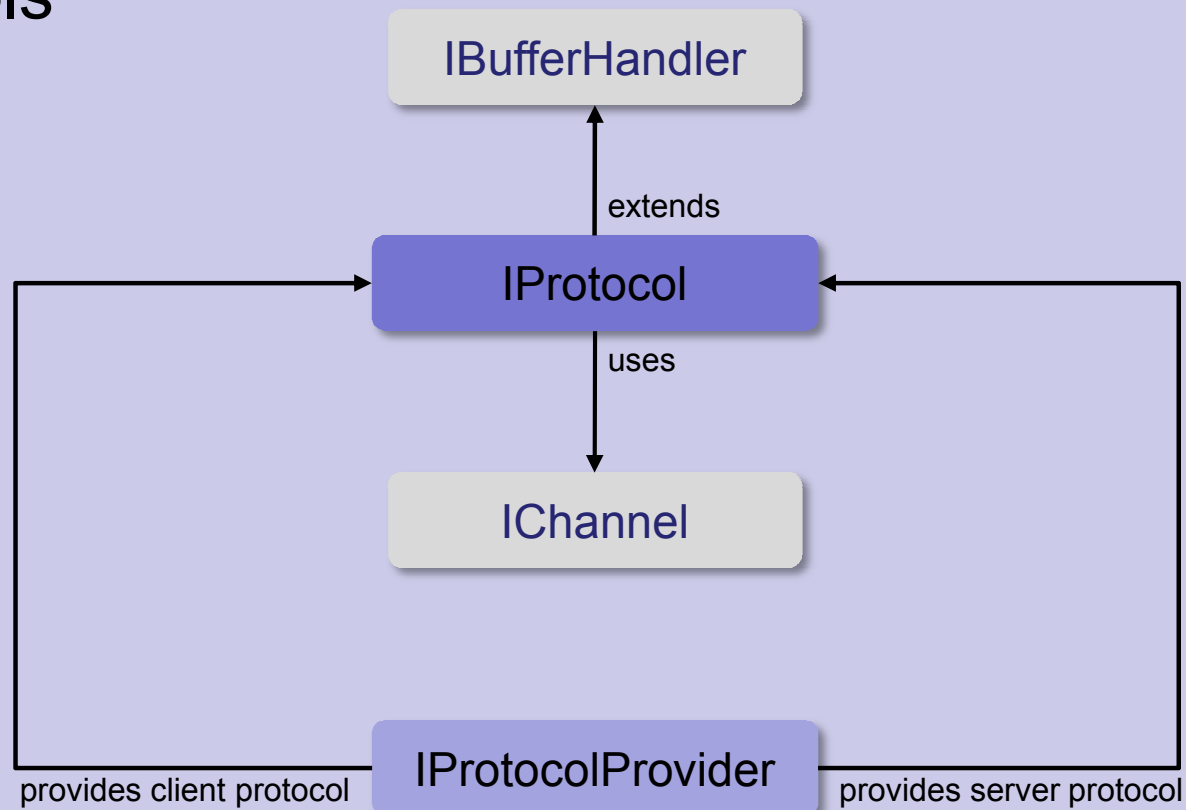 IBufferHandler
extends
IProtocol
uses
IChannel
IProtocolProvider
provides client protocol
provides server protocol